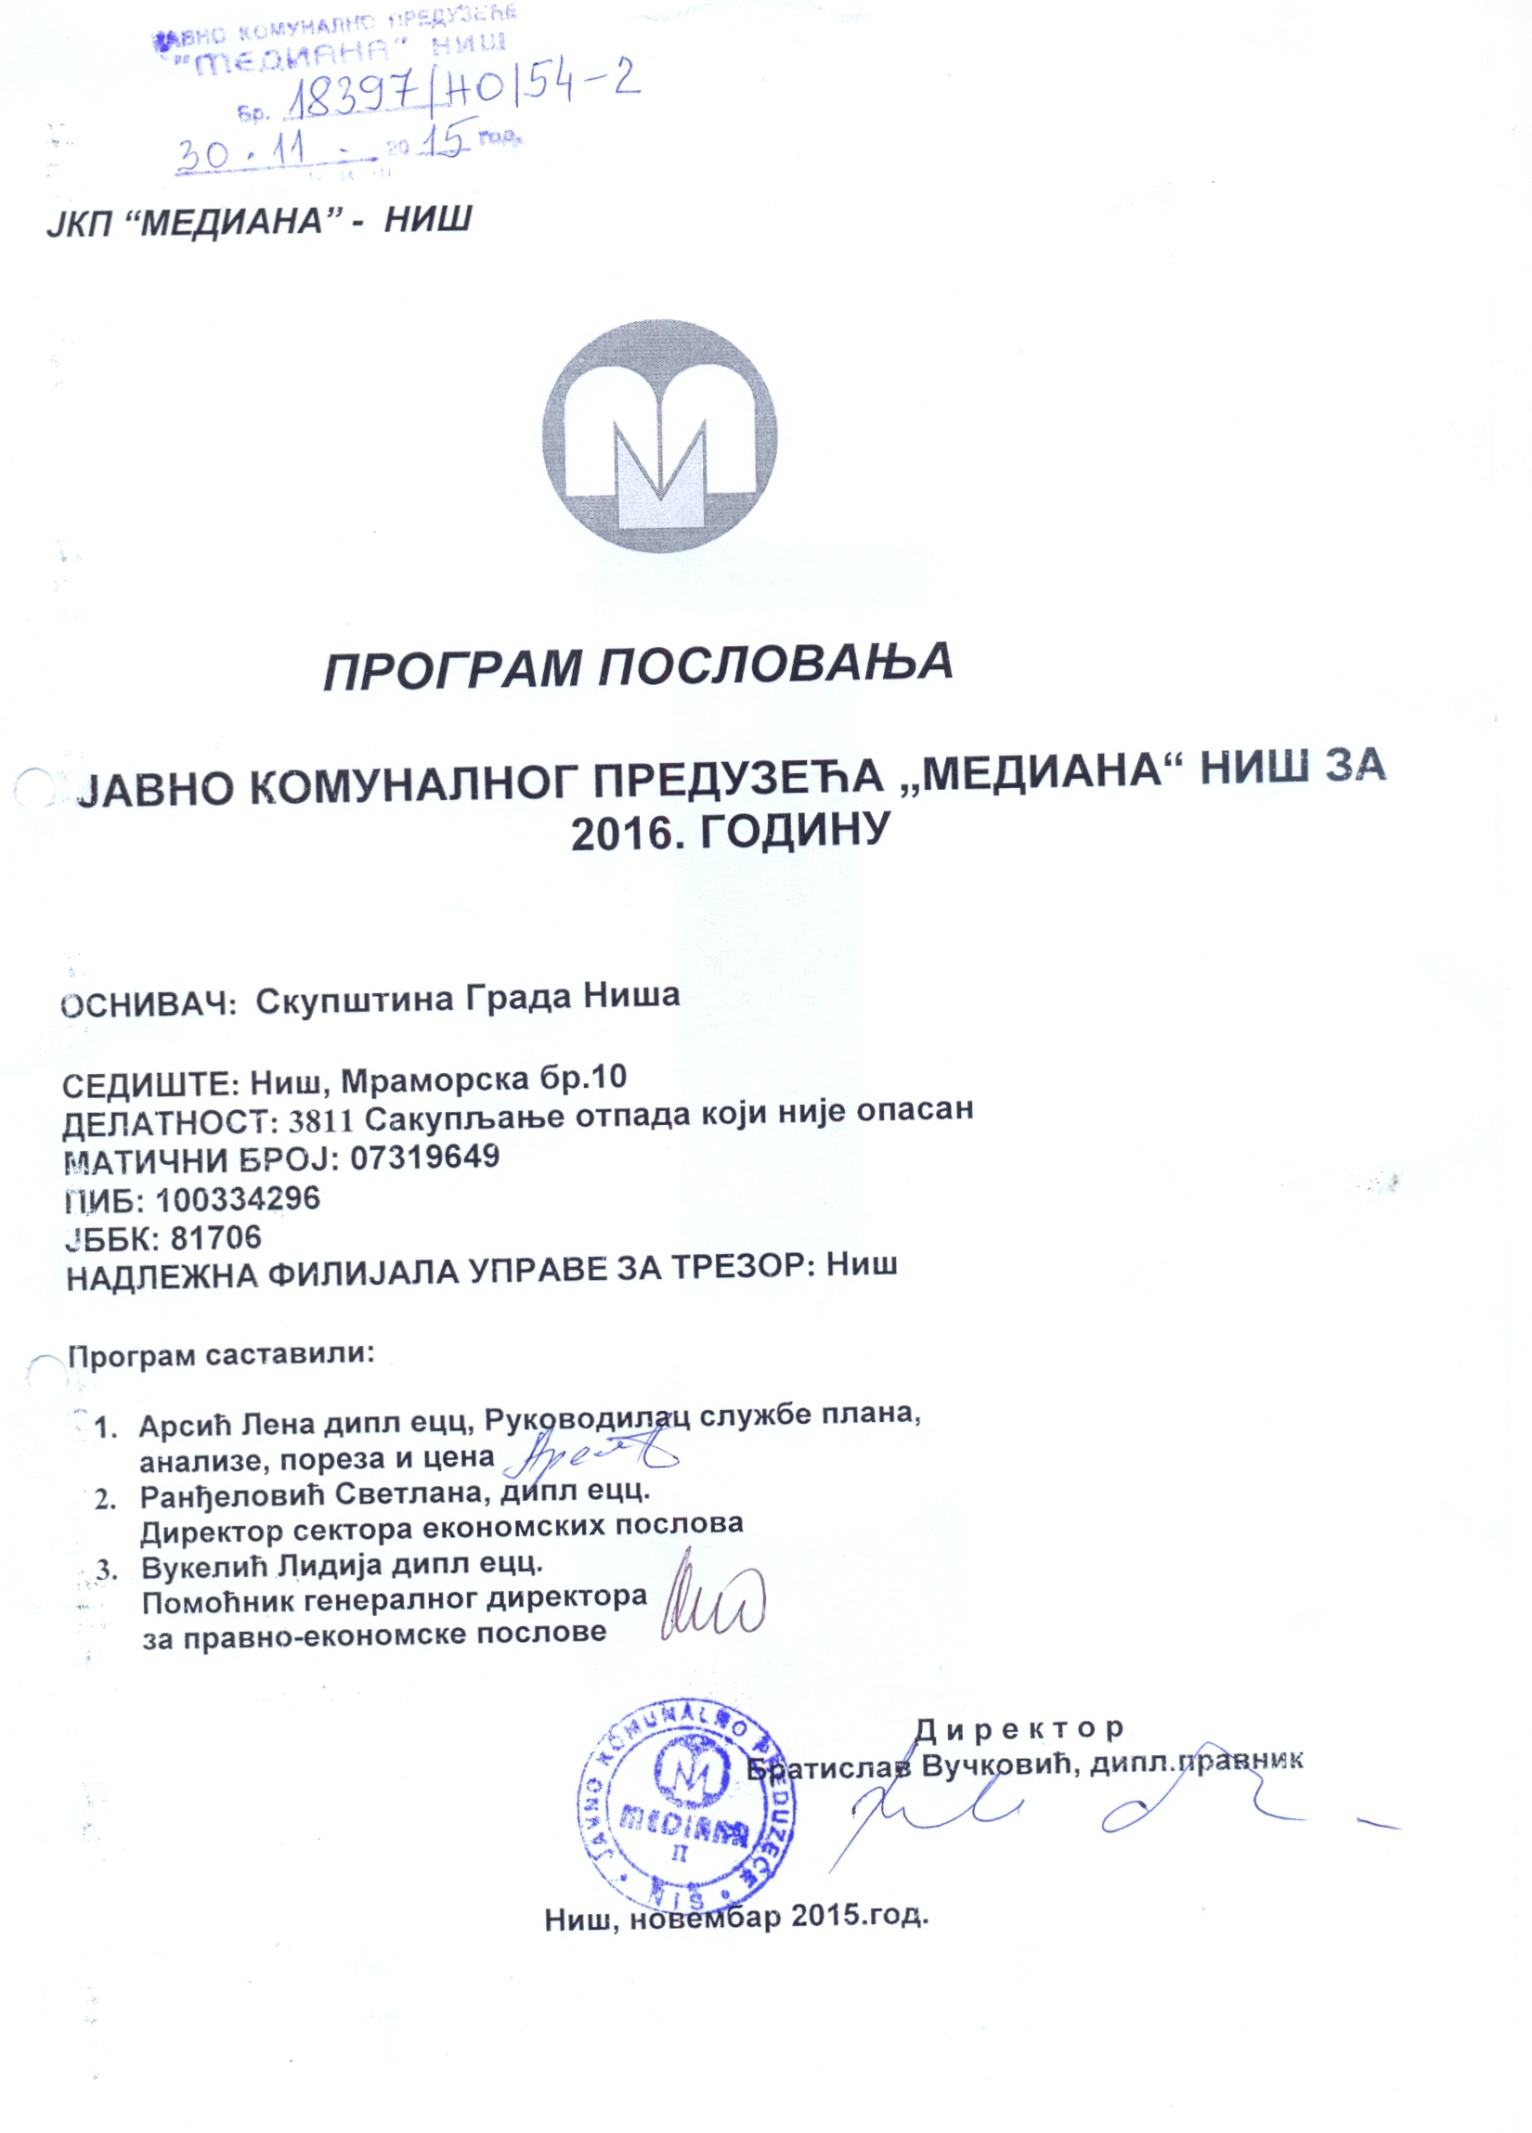 ЈАВНО КОМУНАЛНО ПРЕДУЗЕЋЕ
"МЕДИАНА" НИШ
Бр. 18397/НО/54-2
30.11. 2015 год.
Н И Ш
ЈКП “МЕДИАНА” - НИШ
ПРОГРАМ ПОСЛОВАЊА
ЈАВНО КОМУНАЛНОГ ПРЕДУЗЕЋА „МЕДИАНА“ НИШ ЗА
2016. ГОДИНУ
ОСНИВАЧ: Скупштина Града Ниша
СЕДИШТЕ: Ниш, Мраморска бр.10
ДЕЛАТНОСТ: 3811 Сакупљање отпада који није опасан
МАТИЧНИ БРОЈ: 07319649
ПИБ: 100334296
ЈББК: 81706
НАДЛЕЖНА ФИЛИЈАЛА УПРАВЕ ЗА ТРЕЗОР: Ниш
Програм саставили:
1. Арсић Лена дипл ецц, Руководилац службе плана,
анализе, пореза и цена
2. Ранђеловић Светлана, дипл ецц.
Директор сектора економских послова
3. Вукелић Лидија дипл ецц.
Помоћник генералног директора
за правно-економске послове
Д и р е к т о р
Братислав Вучковић, дипл.правник
JAVNO KOMUNALNO PREDUZEĆE
MEDIANA
II
NIŠ
Ниш, новембар 2015.год.